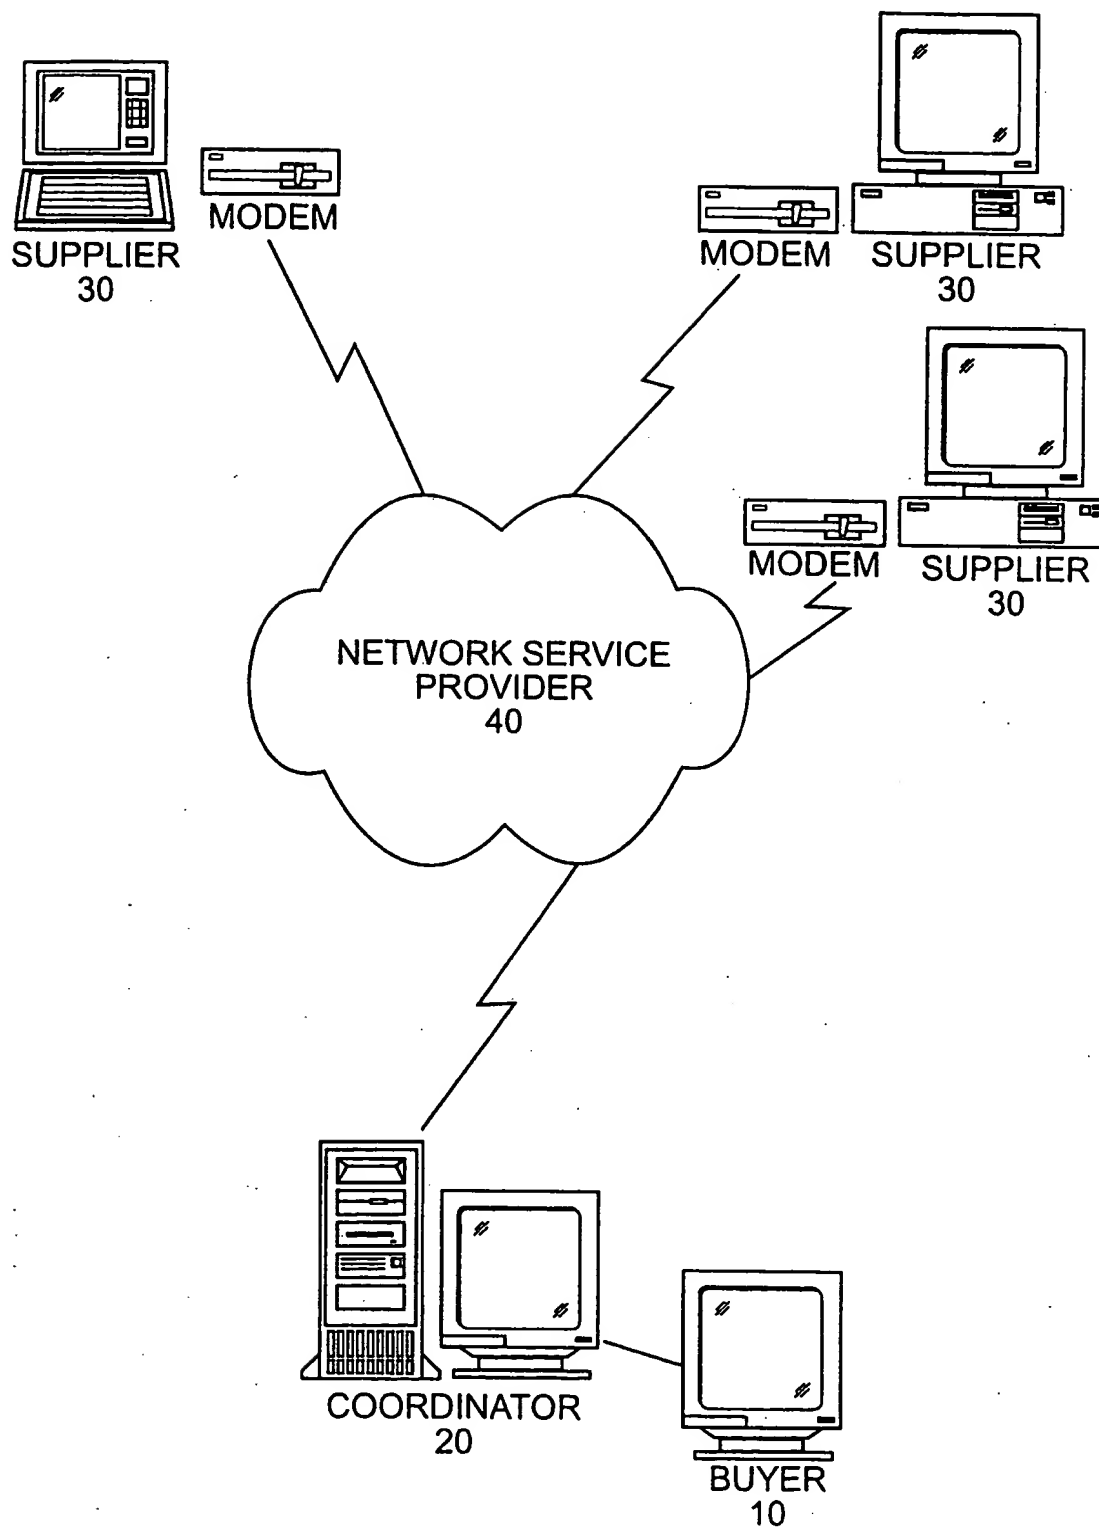 MODEM
SUPPLIER
30
MODEM
SUPPLIER
30
MODEM
SUPPLIER
30
NETWORK SERVICE
PROVIDER
40
COORDINATOR
20
BUYER
10